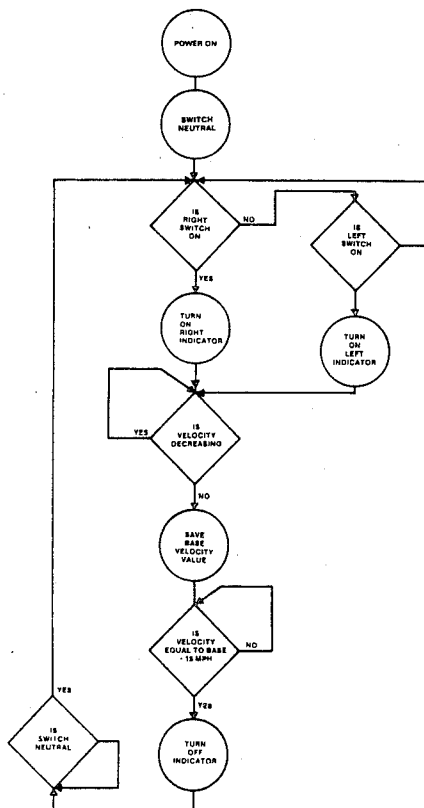 POWER ON
SWITCH
NEUTRAL
IS
RIGHT
SWITCH
ON
NO
IS
LEFT
SWITCH
ON
YES
TURN
ON
RIGHT
INDICATOR
TURN
ON
LEFT
INDICATOR
IS
VELOCITY
DECREASING
YES
NO
SAVE
BASE
VELOCITY
VALUE
IS
VELOCITY
EQUAL TO BASE
- 15 MPH
NO
YES
YES
IS
SWITCH
NEUTRAL
TURN
OFF
INDICATOR